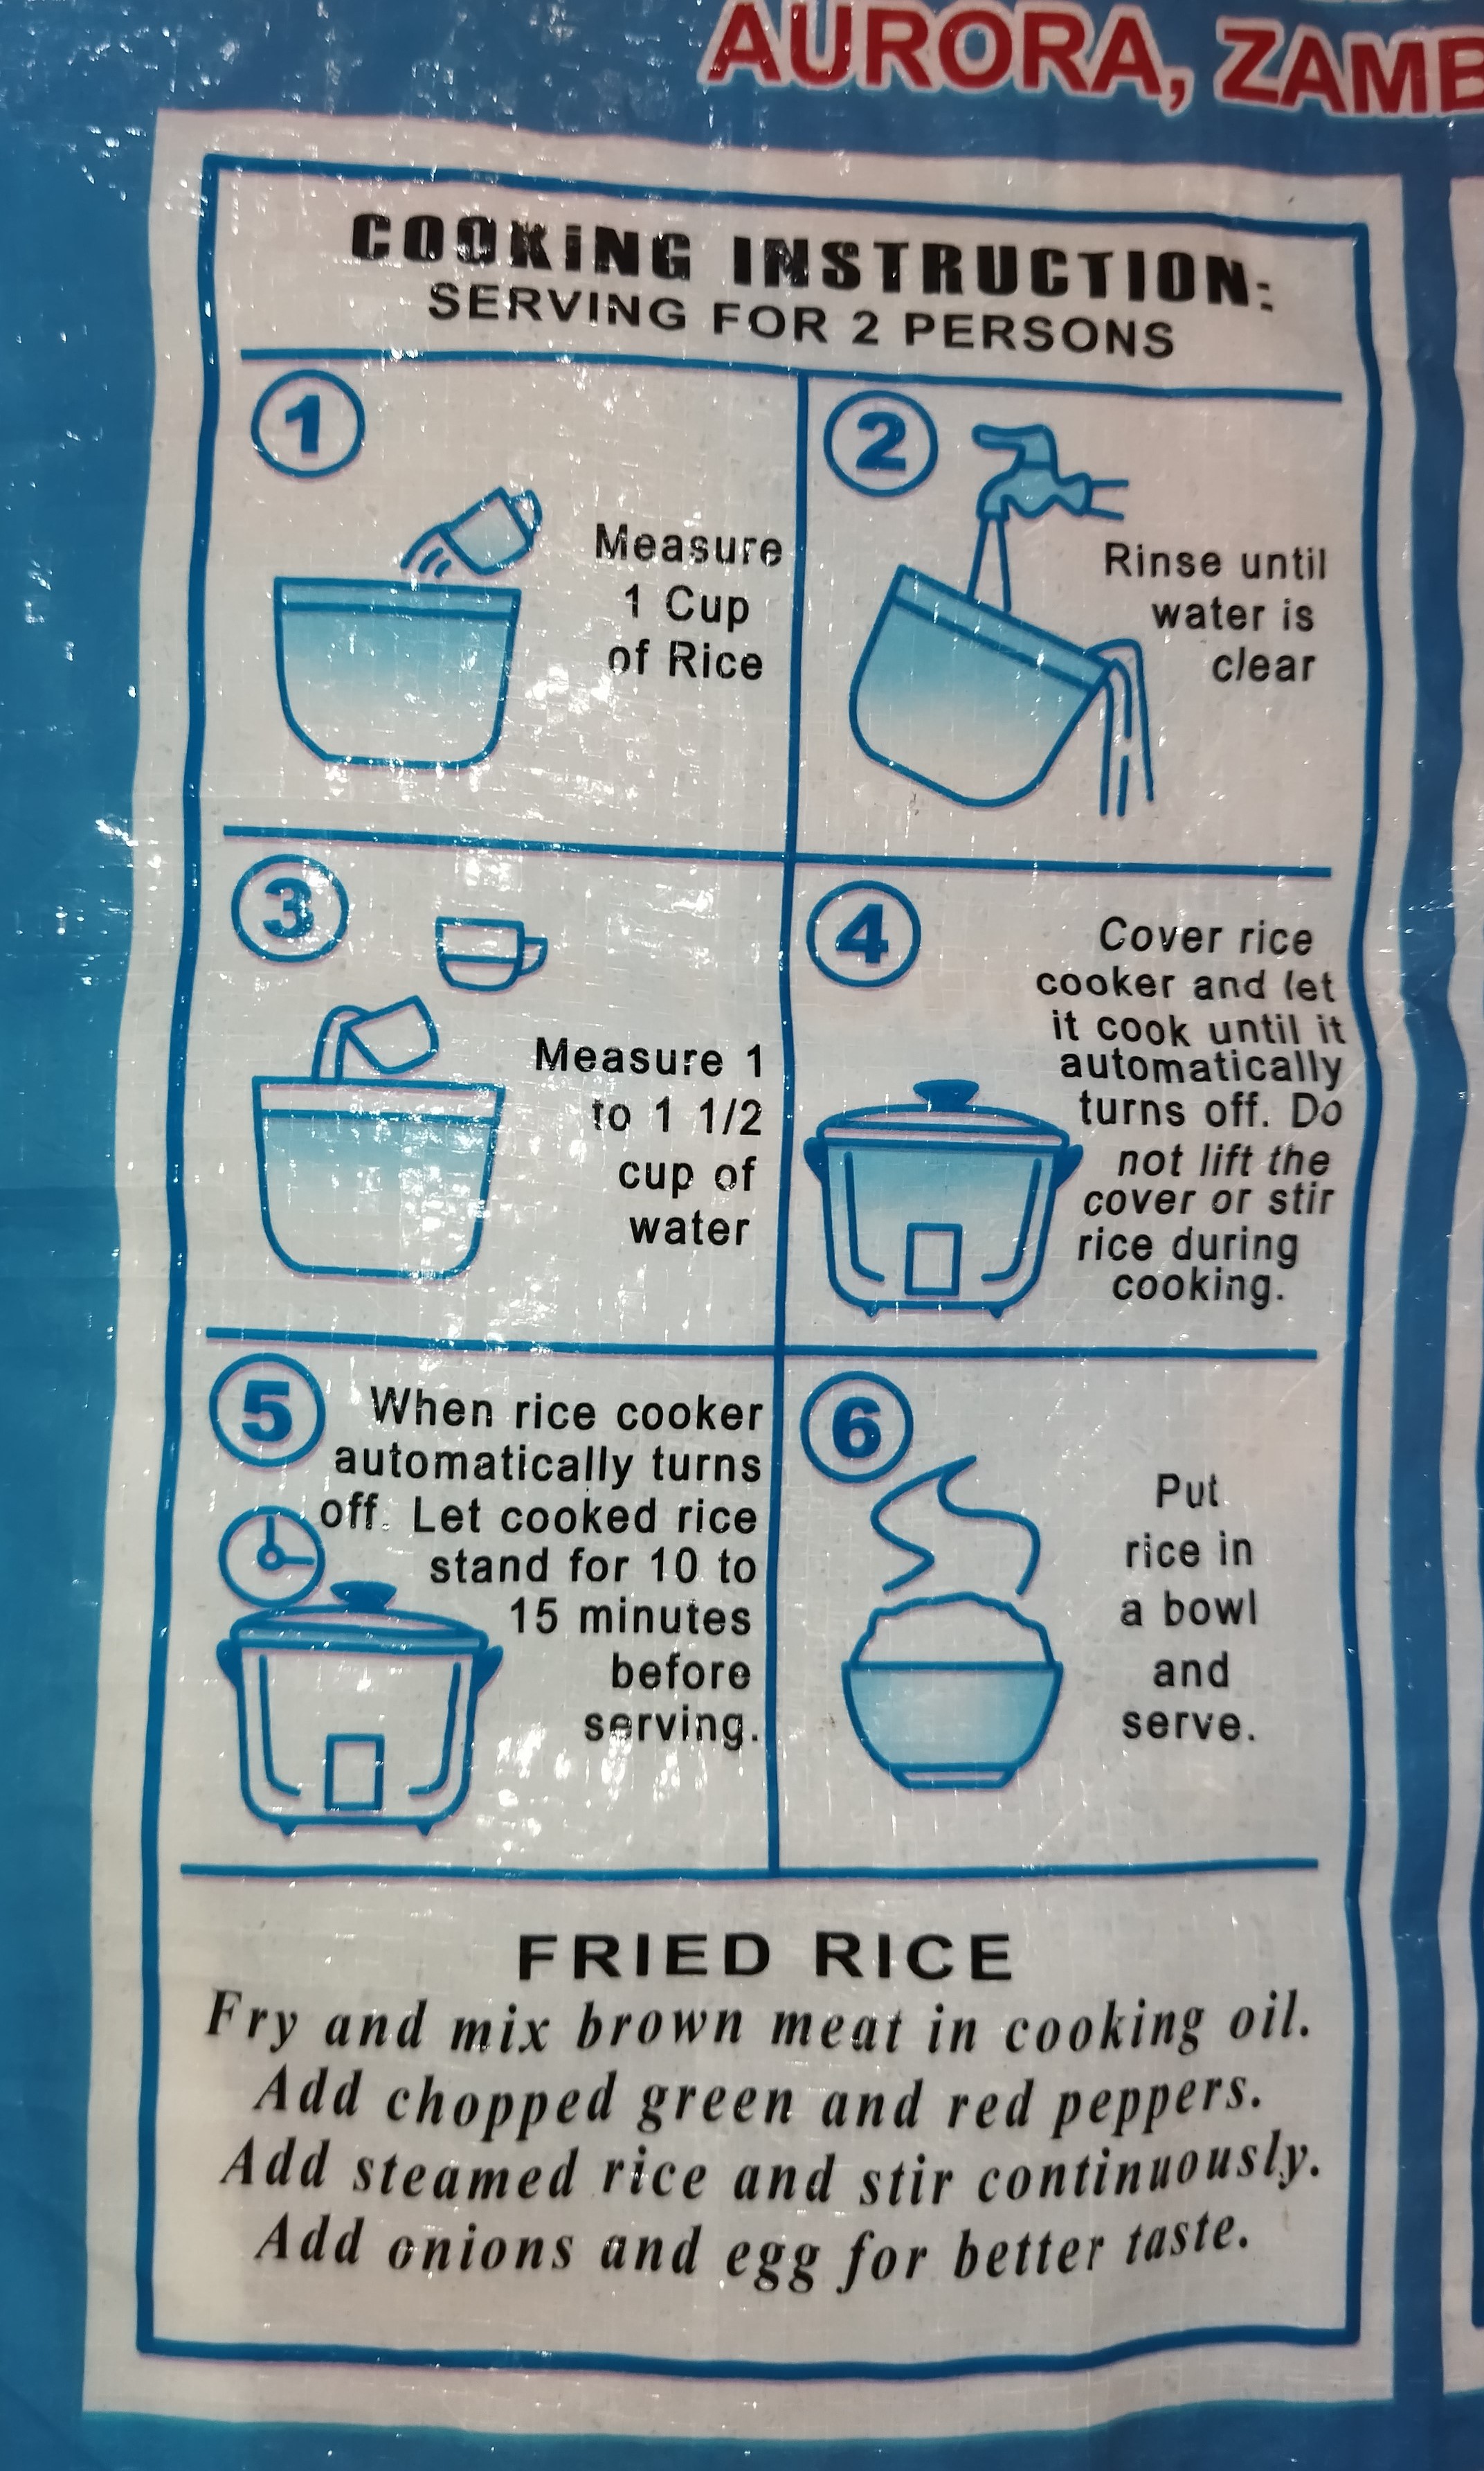 AURORA, ZAMB
COOKiNG INSTRUCTION:
SERVING FOR 2 PERSONS
1
Measure
1 Cup
of Rice
2
Rinse until
water is
clear
3
Measure 1
to 1 1/2
cup of
water
4
Cover rice
cooker and let
it cook until it
automatically
turns off. Do
not lift the
cover or stir
rice during
cooking.
5
When rice cooker
automatically turns
off. Let cooked rice
stand for 10 to
15 minutes
before
serving.
6
Put
rice in
a bowl
and
serve.
FRIED RICE
Fry and mix brown meat in cooking oil.
Add chopped green and red peppers.
Add steamed rice and stir continuously.
Add onions and egg for better taste.